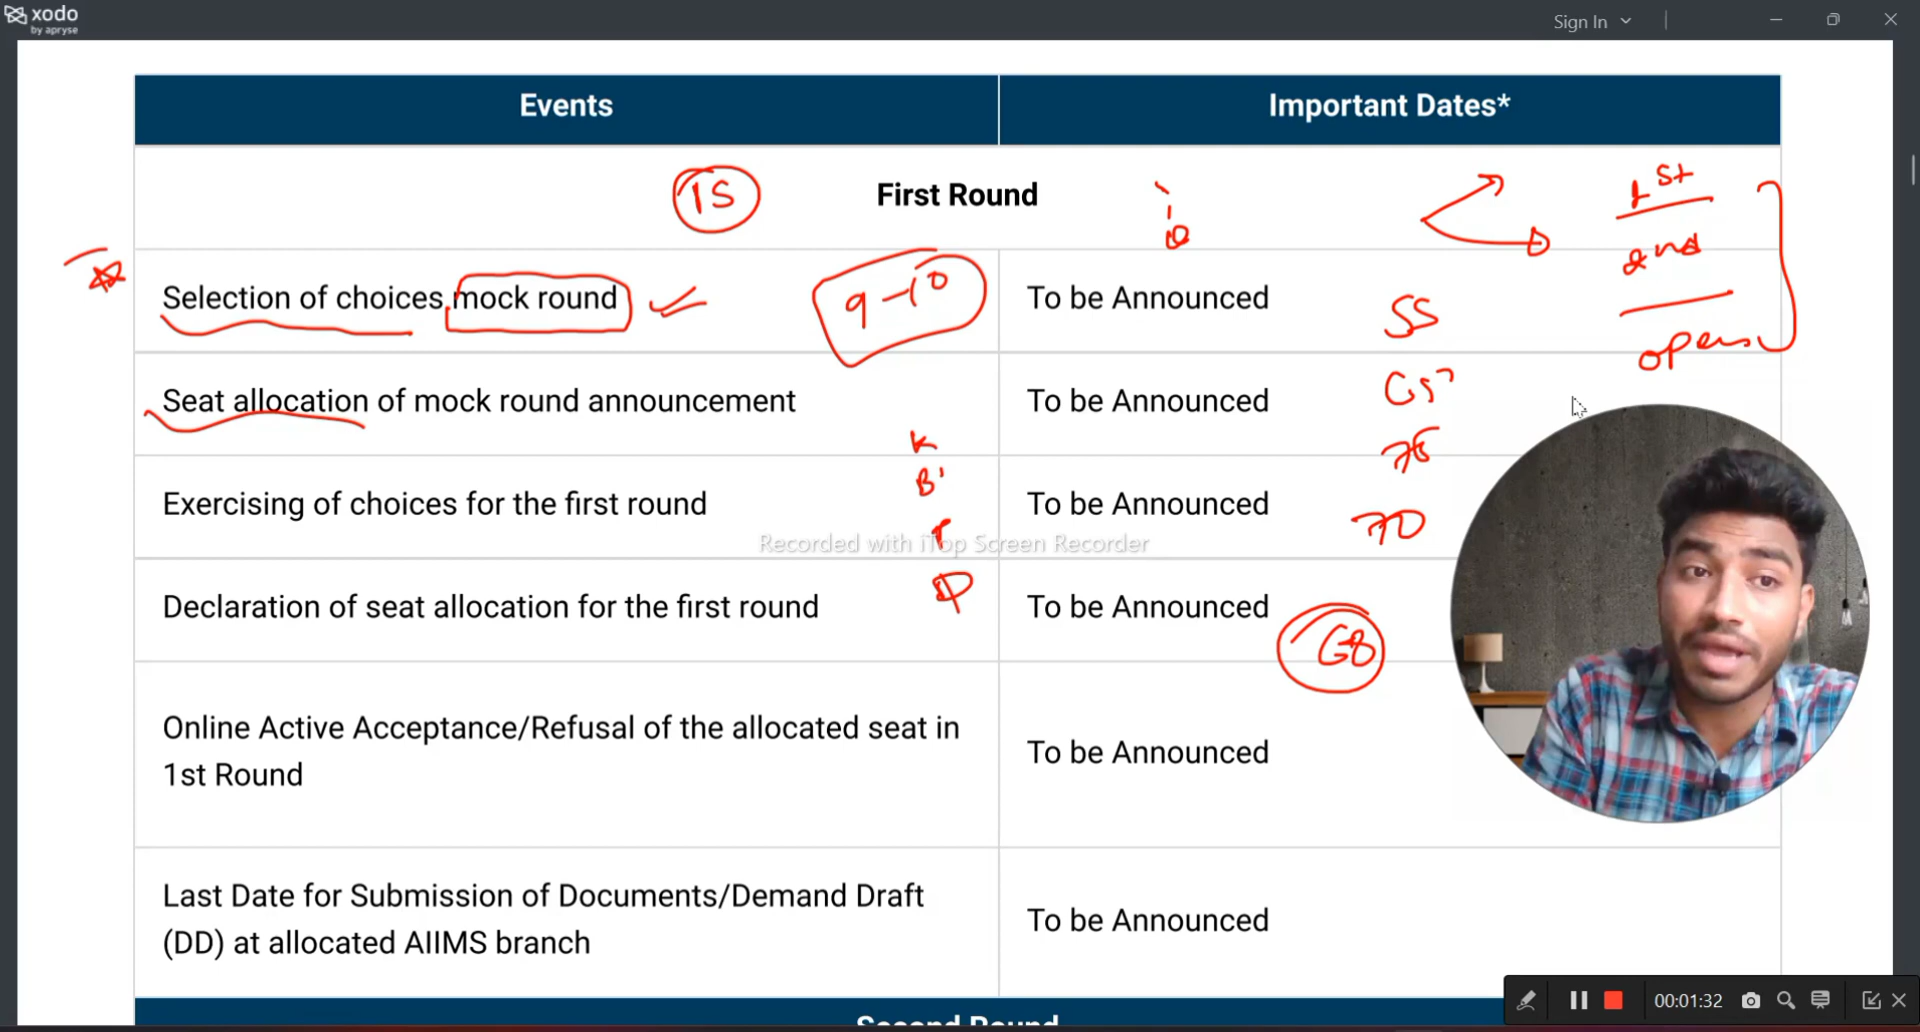 xodo
by apryse
Sign In
Events
Important Dates*
15
First Round
1st
2nd
Selection of choices mock round
9-10
To be Announced
SS
open
Seat allocation of mock round announcement
To be Announced
K
B
Exercising of choices for the first round
To be Announced
70
Recorded with iTop Screen Recorder
Declaration of seat allocation for the first round
To be Announced
68
Online Active Acceptance/Refusal of the allocated seat in
1st Round
To be Announced
Last Date for Submission of Documents/Demand Draft
(DD) at allocated AIIMS branch
To be Announced
00:01:32
Second Round